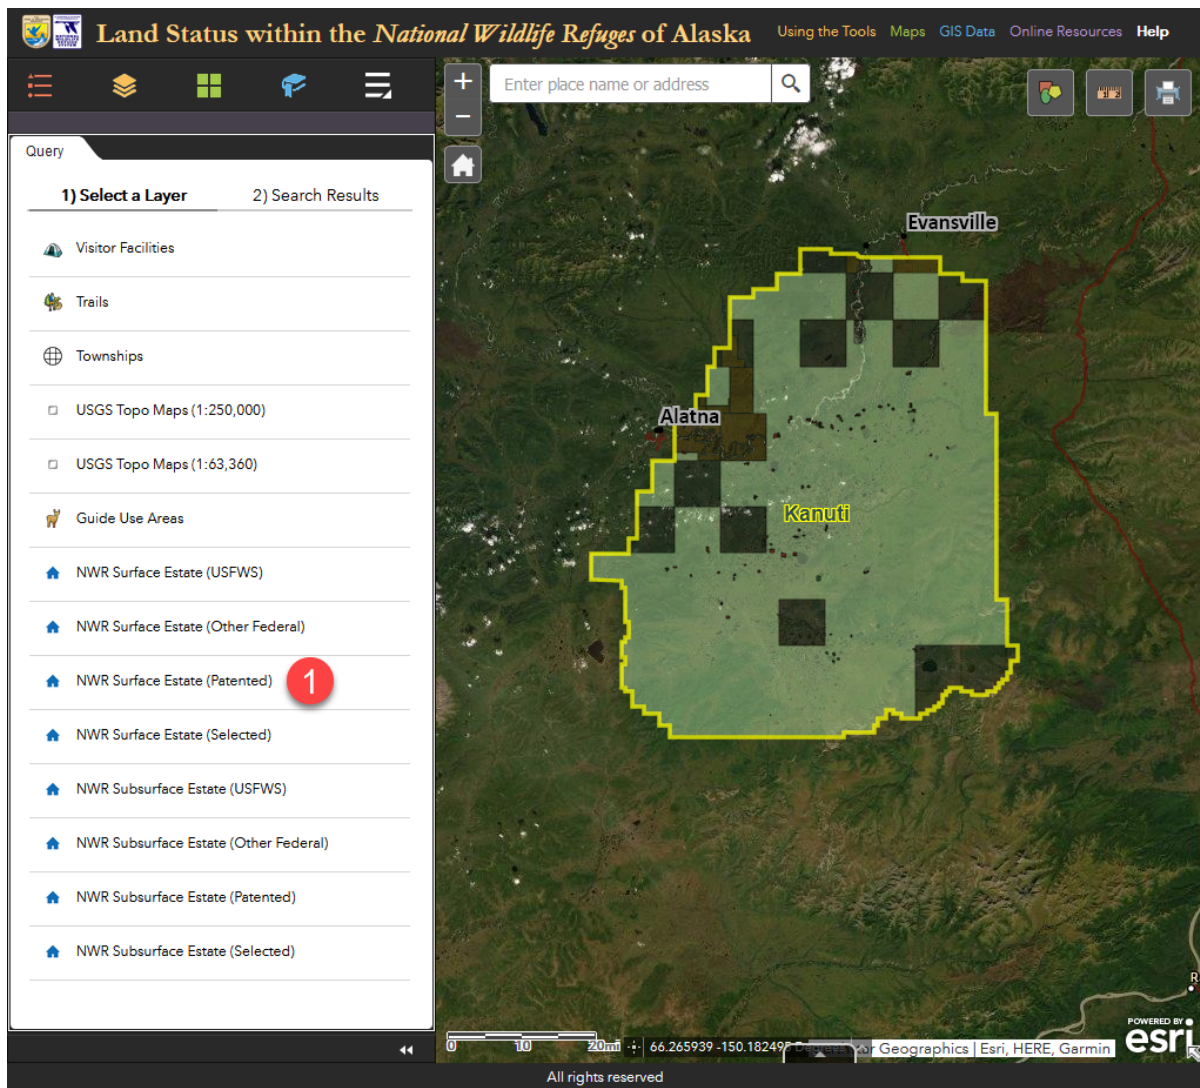 Land Status within the National Wildlife Refuges of Alaska
Using the Tools Maps GIS Data Online Resources Help
Enter place name or address
Query
1) Select a Layer 2) Search Results
Visitor Facilities
Trails
Townships
USGS Topo Maps (1:250,000)
USGS Topo Maps (1:63,360)
Guide Use Areas
NWR Surface Estate (USFWS)
NWR Surface Estate (Other Federal)
NWR Surface Estate (Patented) 1
NWR Surface Estate (Selected)
NWR Subsurface Estate (USFWS)
NWR Subsurface Estate (Other Federal)
NWR Subsurface Estate (Patented)
NWR Subsurface Estate (Selected)
Evansville
Alatna
Kanuti
R
0 10 20mi
66.265939 -150.182495
r Geographics | Esri, HERE, Garmin
POWERED BY
esri
All rights reserved